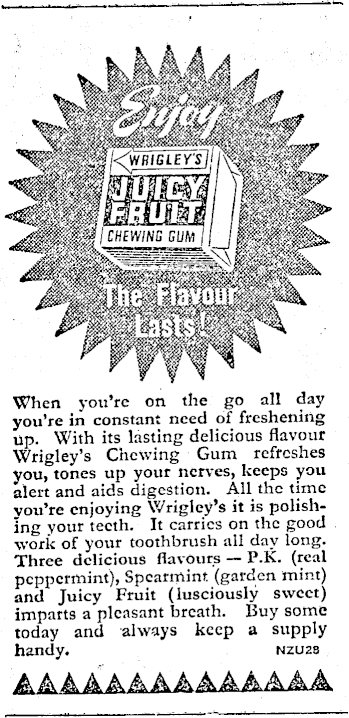 Enjoy
WRIGLEY'S
JUICY
FRUIT
CHEWING GUM
The Flavour
Lasts!
When you're on the go all day
you're in constant need of freshening
up. With its lasting delicious flavour
Wrigley's Chewing Gum refreshes
you, tones up your nerves, keeps you
alert and aids digestion. All the time
you're enjoying Wrigley's it is polish-
ing your teeth. It carries on the good
work of your toothbrush all day long.
Three delicious flavours — P.K. (real
peppermint), Spearmint (garden mint)
and Juicy Fruit (lusciously sweet)
imparts a pleasant breath. Buy some
today and always keep a supply
handy. NZU28